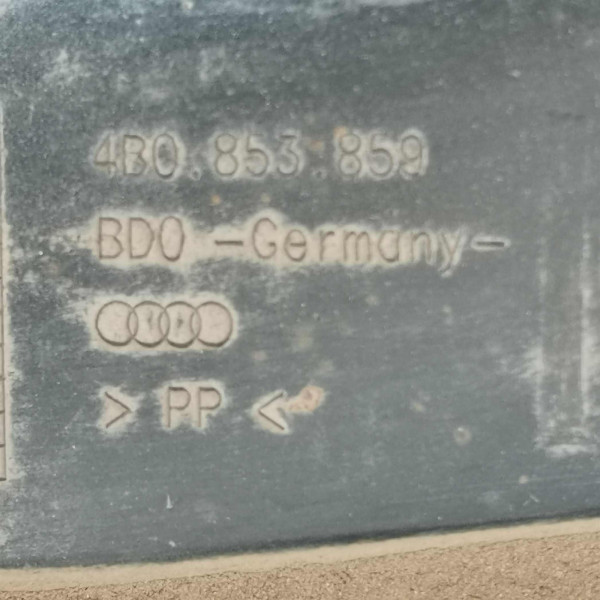 4B0.853.859
BDO -Germany-
> PP <